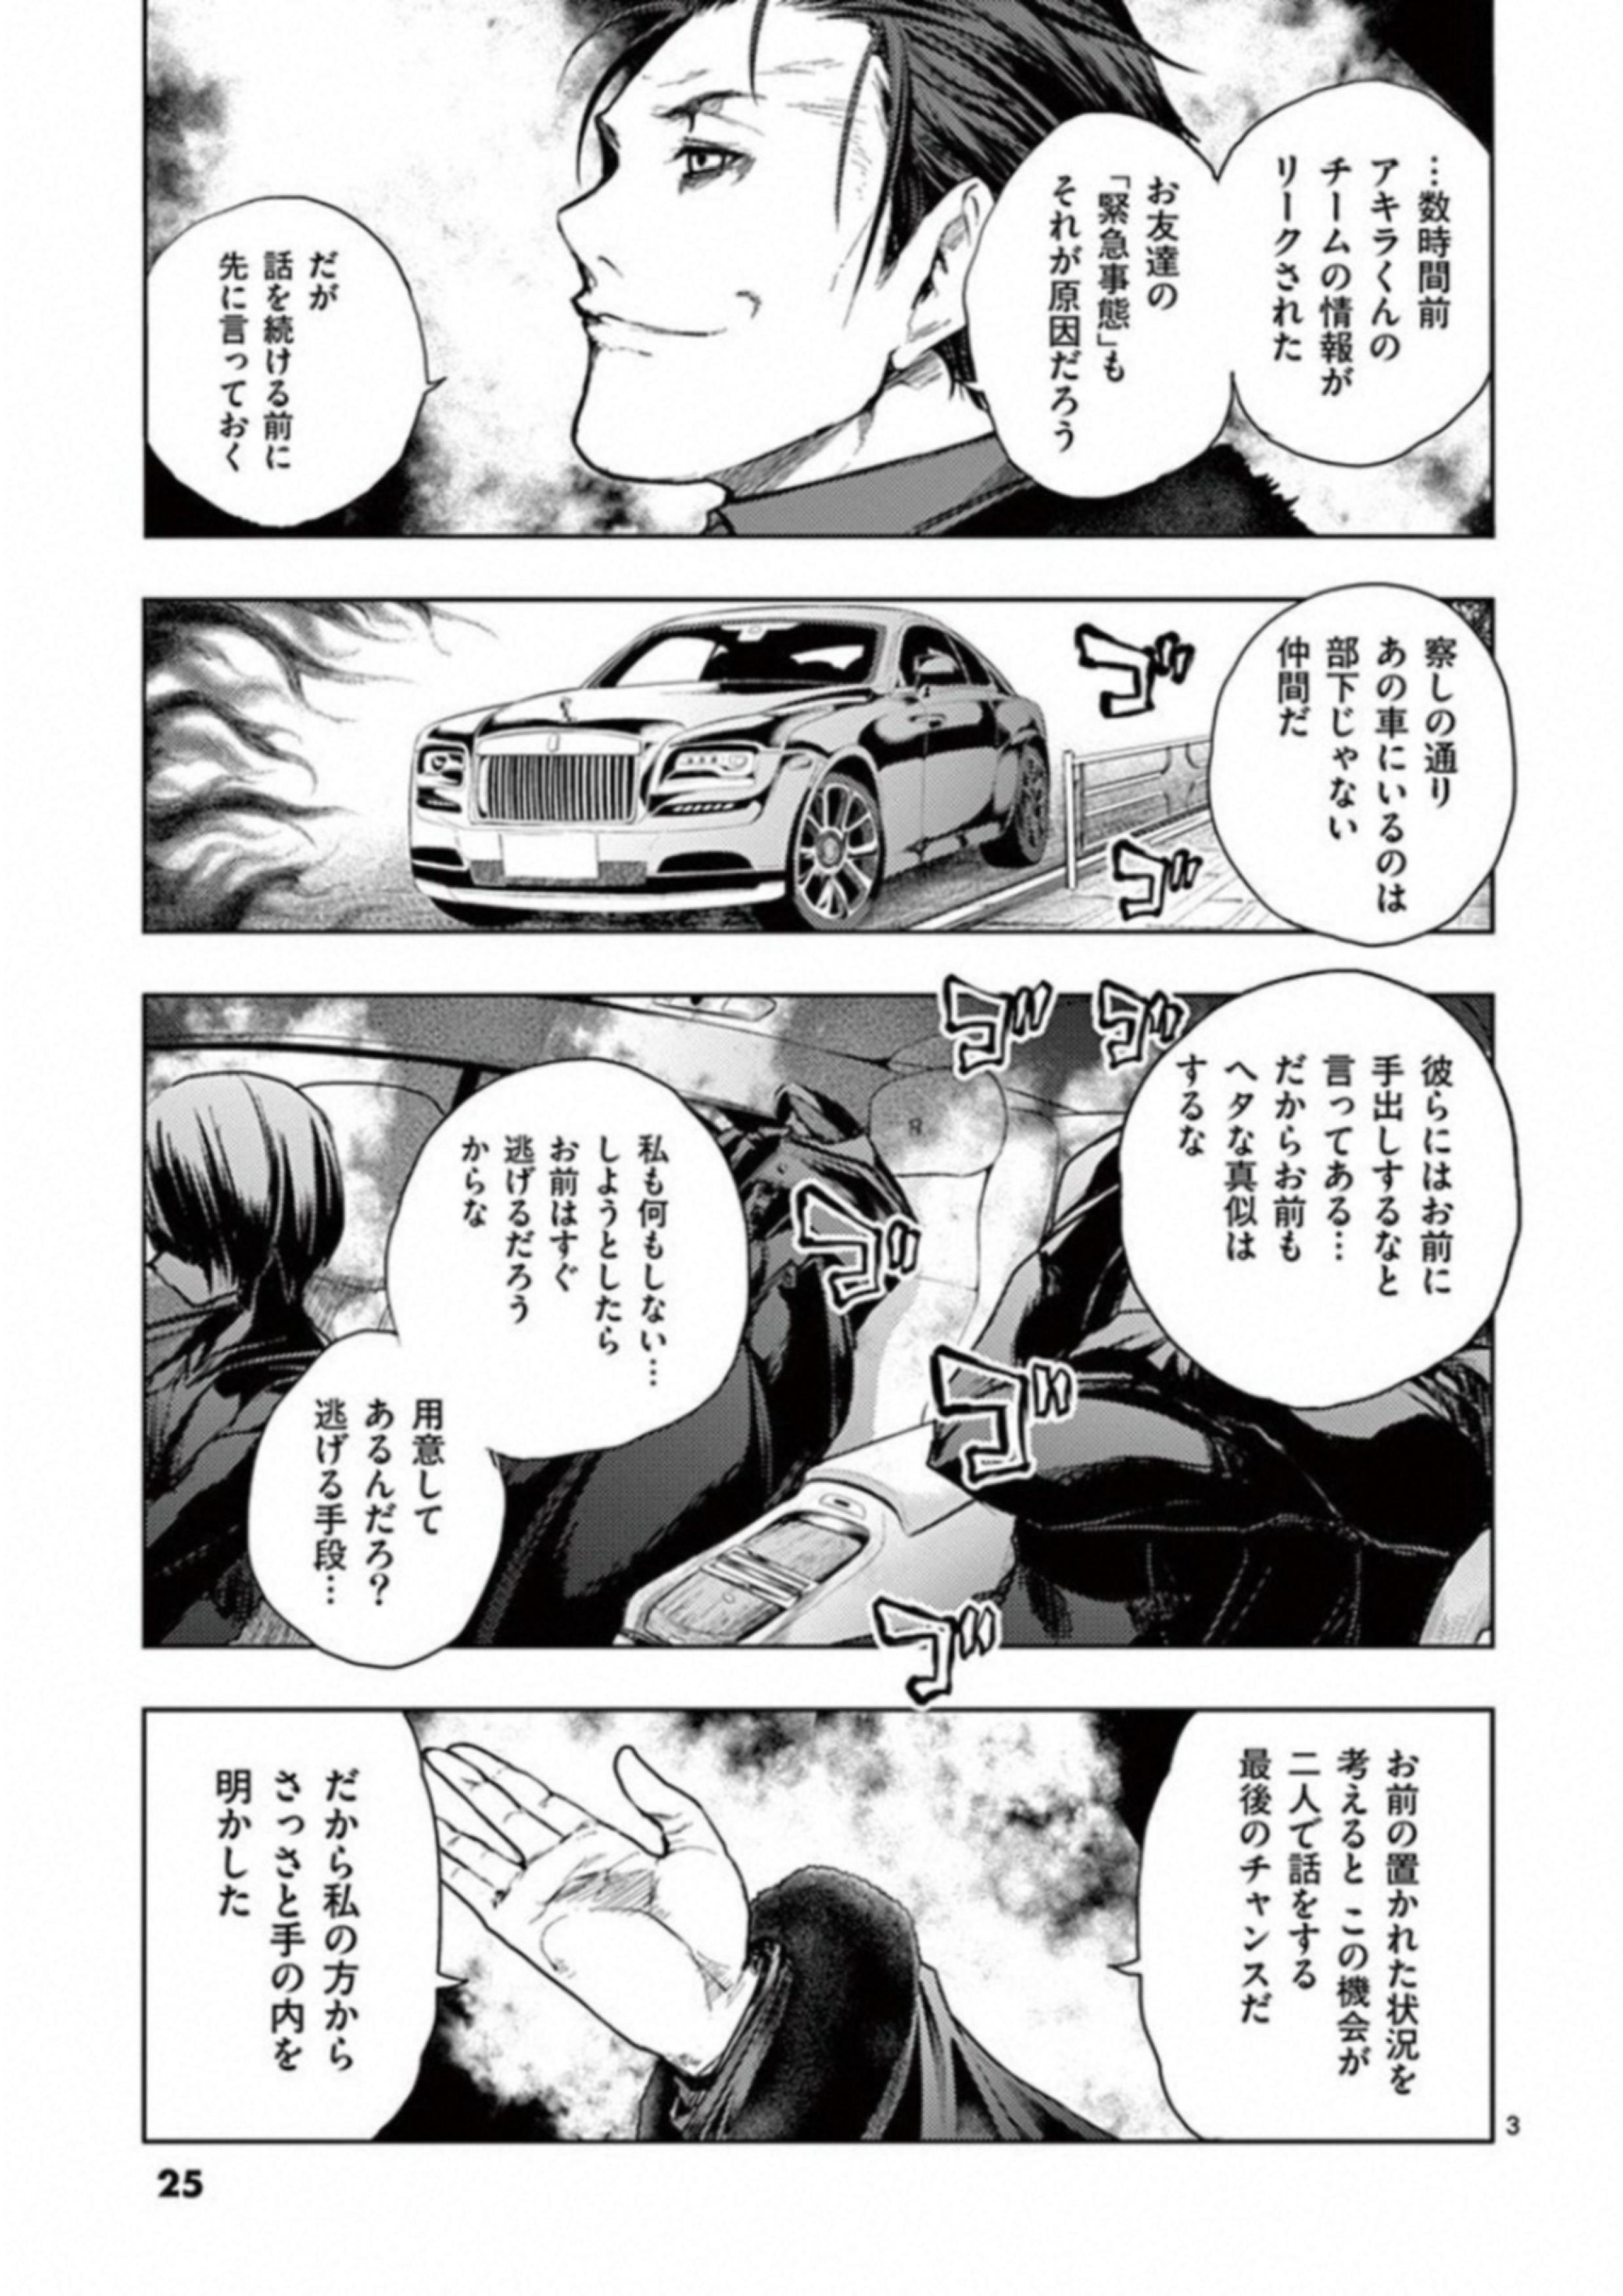 …数時間前
アキラくんの
チームの情報が
リークされた
お友達の
「緊急事態」も
それが原因だろう
だが
話を続ける前に
先に言っておく
察しの通り
あの車にいるのは
部下じゃない
仲間だ
ゴ
ゴ
彼らにはお前に
手出しするなと
言ってある…
だからお前も
ヘタな真似は
するな
ゴ
ゴ
私も何もしない…
しようとしたら
お前はすぐ
逃げるだろう
からな
ゴ
ゴ
用意して
あるんだろ？
逃げる手段…
ゴ
お前の置かれた状況を
考えると この機会が
二人で話をする
最後のチャンスだ
だから私の方から
さっさと手の内を
明かした
3
25